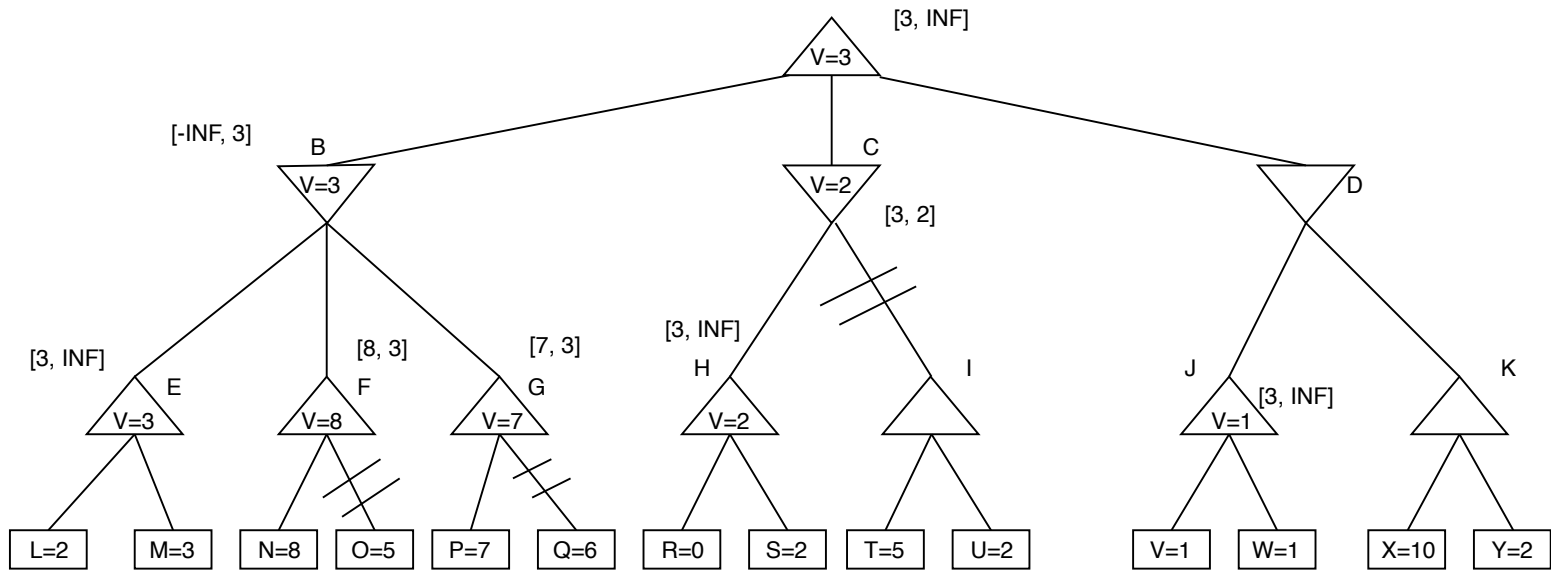 [3, INF]
V=3
[-INF, 3]
B
C
V=3
V=2
D
[3, 2]
[3, INF]
[8, 3]
[7, 3]
[3, INF]
E
F
G
H
I
J
K
[3, INF]
V=3
V=8
V=7
V=2
V=1
L=2
M=3
N=8
O=5
P=7
Q=6
R=0
S=2
T=5
U=2
V=1
W=1
X=10
Y=2